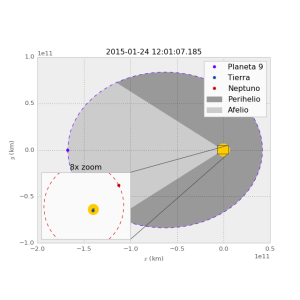 2015-01-24 12:01:07.185
1e11
1.0
0.5
0.0
−0.5
−1.0
y (km)
Planeta 9
Tierra
Neptuno
Perihelio
Afelio
8x zoom
−2.0 −1.5 −1.0 −0.5 0.0 0.5
x (km)
1e11